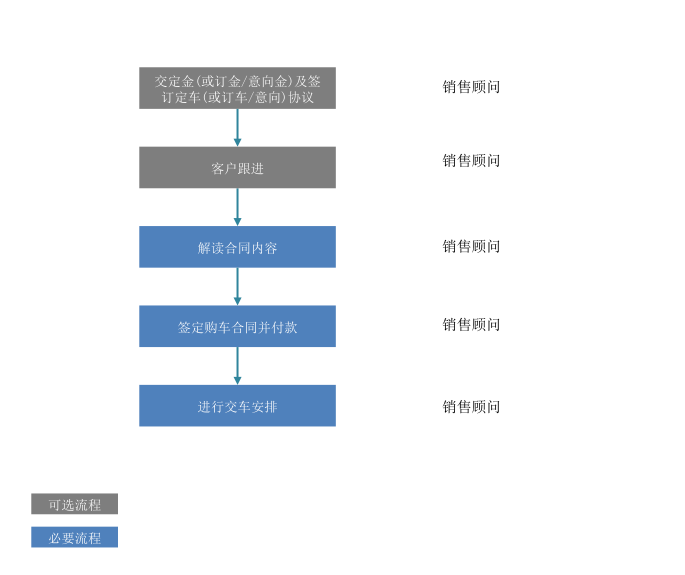 交定金(或订金/意向金)及签
订定车(或订车/意向)协议
销售顾问
客户跟进
销售顾问
解读合同内容
销售顾问
签定购车合同并付款
销售顾问
进行交车安排
销售顾问
可选流程
必要流程